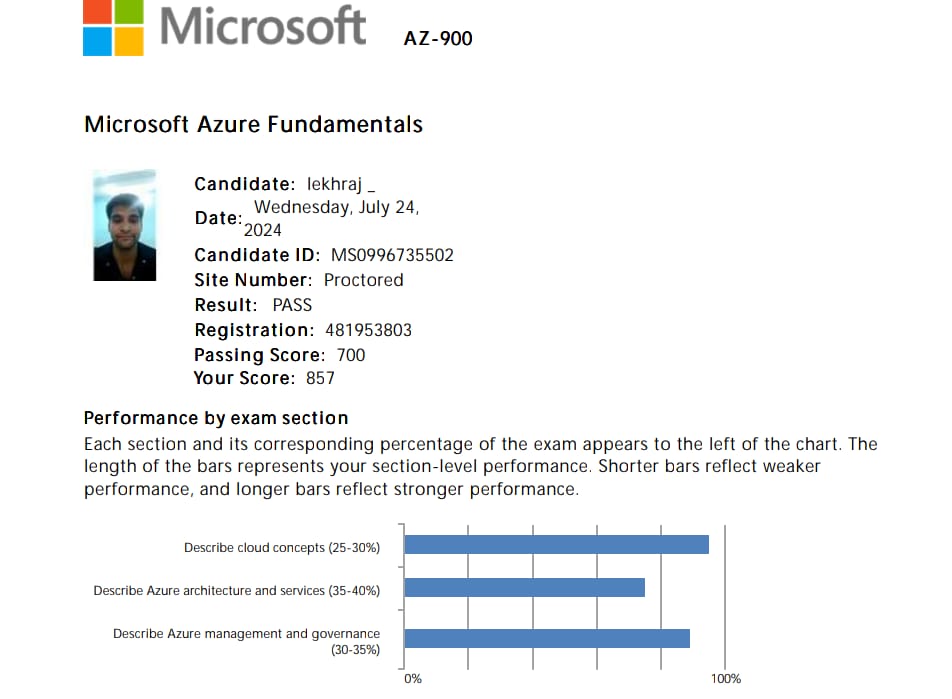 Microsoft AZ-900
Microsoft Azure Fundamentals
Candidate: lekhraj _
Date: Wednesday, July 24,
2024
Candidate ID: MS0996735502
Site Number: Proctored
Result: PASS
Registration: 481953803
Passing Score: 700
Your Score: 857
Performance by exam section
Each section and its corresponding percentage of the exam appears to the left of the chart. The
length of the bars represents your section-level performance. Shorter bars reflect weaker
performance, and longer bars reflect stronger performance.
Describe cloud concepts (25-30%)
Describe Azure architecture and services (35-40%)
Describe Azure management and governance
(30-35%)
0% 100%